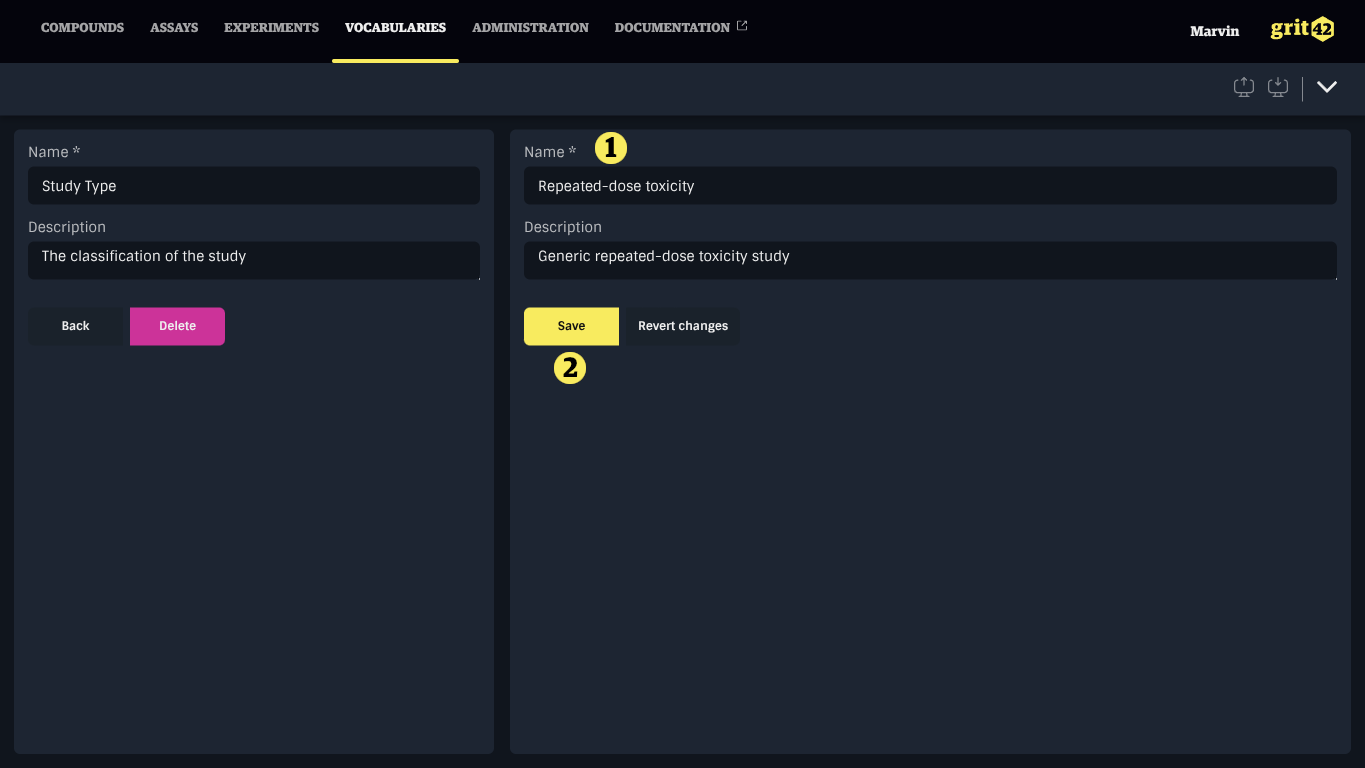 COMPOUNDS ASSAYS EXPERIMENTS VOCABULARIES ADMINISTRATION DOCUMENTATION Marvin grit42
Name *
Study Type
Description
The classification of the study
Back Delete
Name * 1
Repeated-dose toxicity
Description
Generic repeated-dose toxicity study
Save Revert changes
2